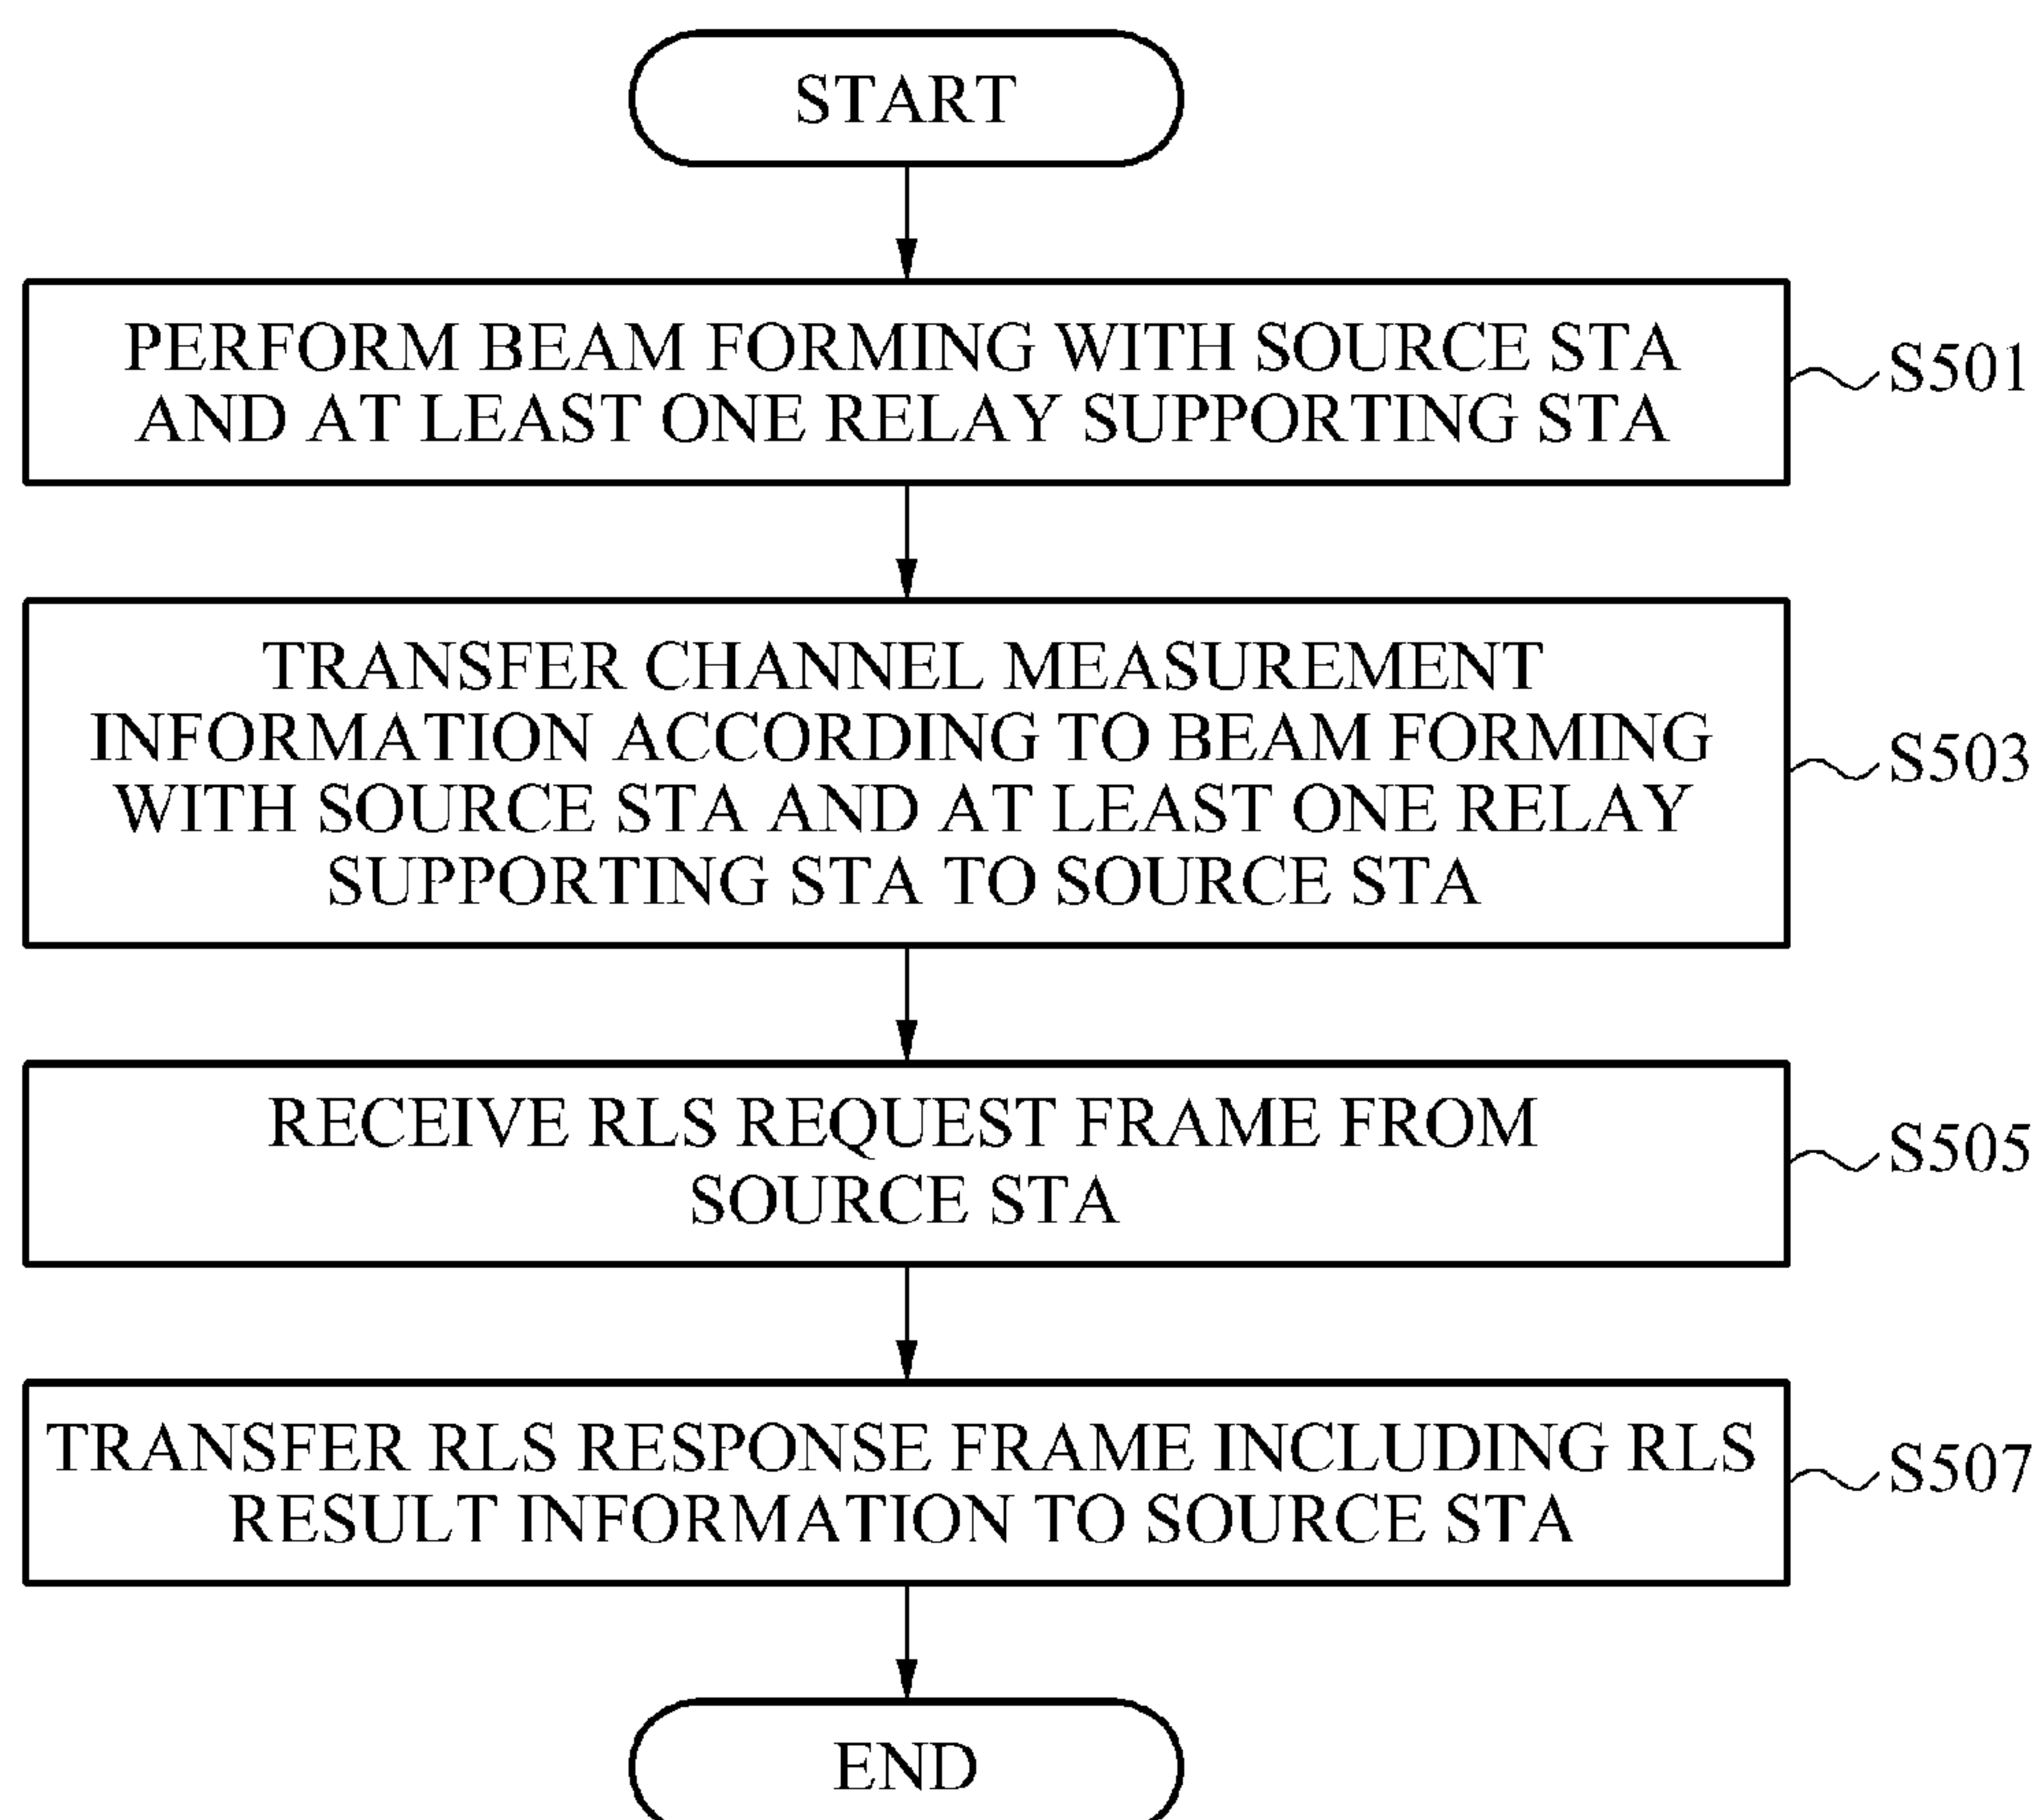 START
PERFORM BEAM FORMING WITH SOURCE STA
AND AT LEAST ONE RELAY SUPPORTING STA
S501
TRANSFER CHANNEL MEASUREMENT
INFORMATION ACCORDING TO BEAM FORMING
WITH SOURCE STA AND AT LEAST ONE RELAY
SUPPORTING STA TO SOURCE STA
S503
RECEIVE RLS REQUEST FRAME FROM
SOURCE STA
S505
TRANSFER RLS RESPONSE FRAME INCLUDING RLS
RESULT INFORMATION TO SOURCE STA
S507
END